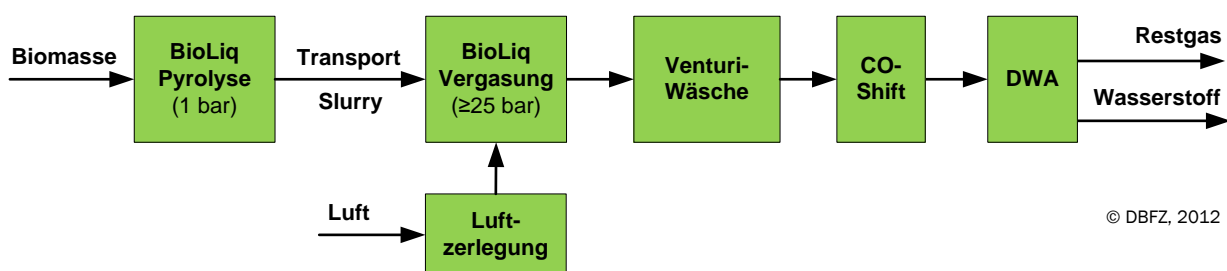 Biomasse
BioLiq
Pyrolyse
(1 bar)
Transport
Slurry
BioLiq
Vergasung
(≥25 bar)
Venturi-
Wäsche
CO-
Shift
DWA
Restgas
Wasserstoff
Luft
Luft-
zerlegung
© DBFZ, 2012